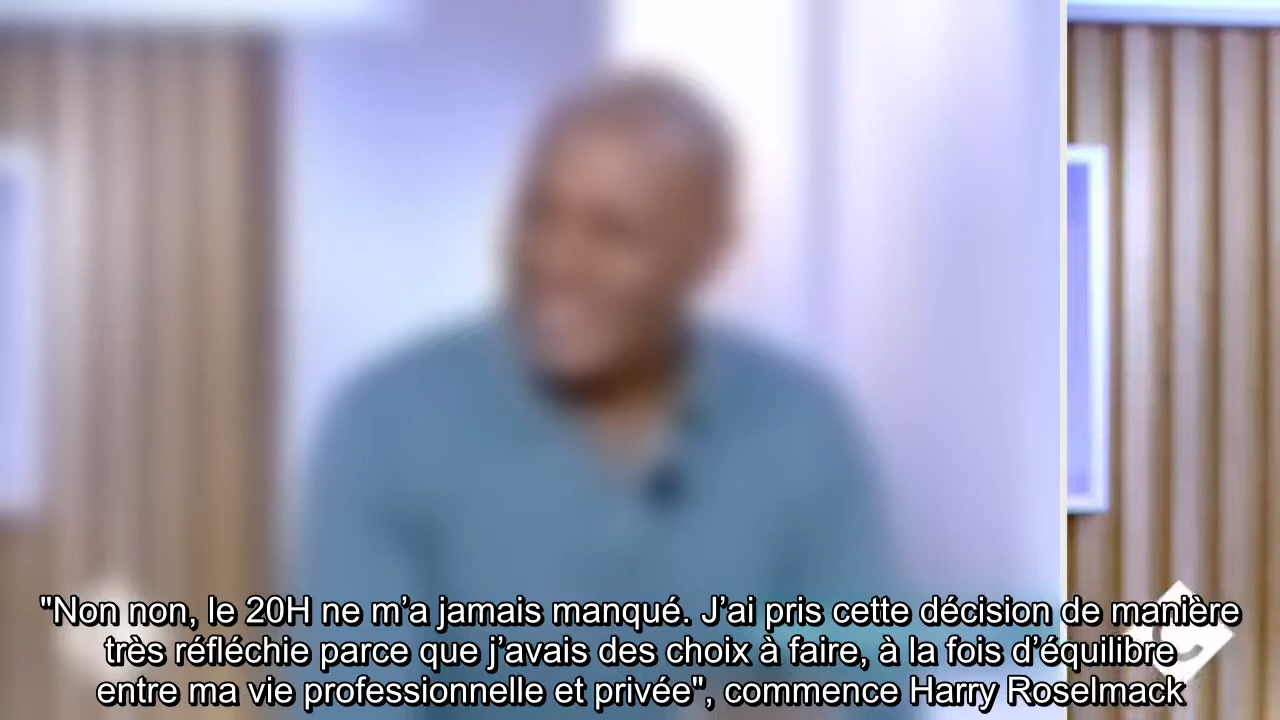 "Non non, le 20H ne m’a jamais manqué. J’ai pris cette décision de manière
très réfléchie parce que j’avais des choix à faire, à la fois d’équilibre
entre ma vie professionnelle et privée", commence Harry Roselmack